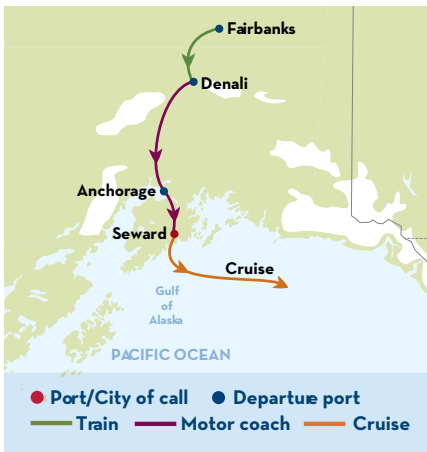 Fairbanks
Denali
Anchorage
Seward
Cruise
Gulf
of
Alaska
PACIFIC OCEAN
Port/City of call
Departure port
Train
Motor coach
Cruise